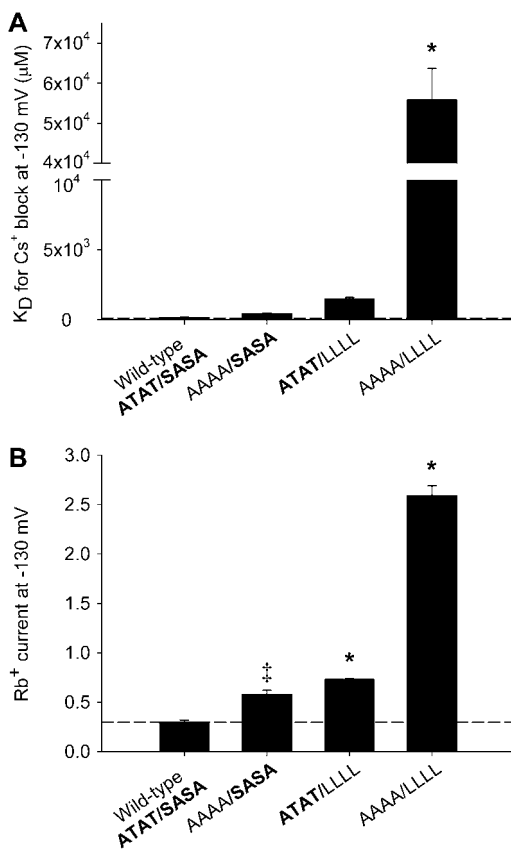 A
K_D for Cs⁺ block at -130 mV (μM)
7x10⁴
6x10⁴
5x10⁴
4x10⁴
10⁴
5x10³
0
*
Wild-type
ATAT/SASA
AAAA/SASA
ATAT/LLLL
AAAA/LLLL
B
Rb⁺ current at -130 mV
3.0
2.5
2.0
1.5
1.0
0.5
0.0
‡
*
*
Wild-type
ATAT/SASA
AAAA/SASA
ATAT/LLLL
AAAA/LLLL